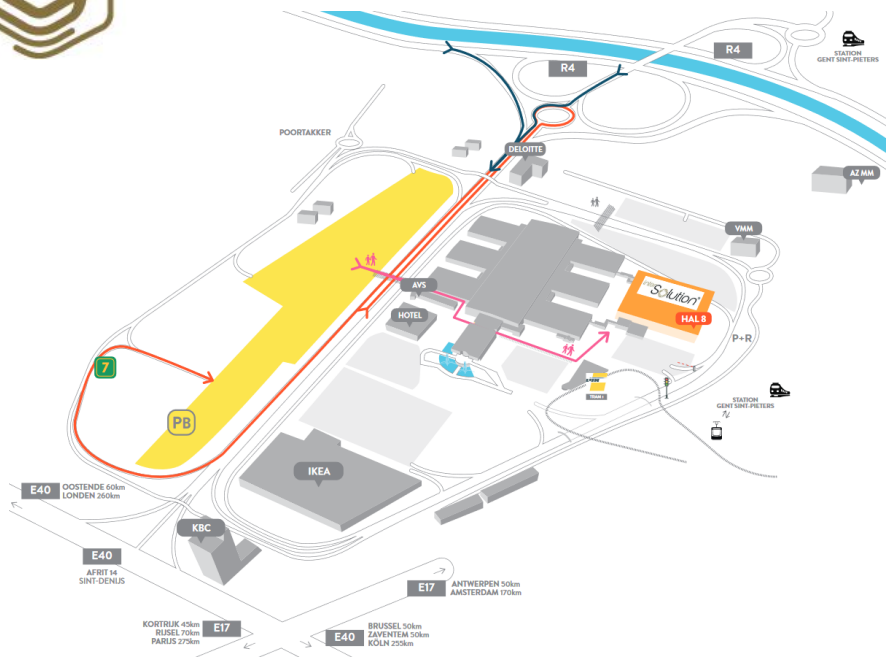 R4
R4
STATION
GENT SINT-PIETERS
POORTAKKER
DELOITTE
AZ MM
VMM
AVS
Solution
HOTEL
HAL 8
P+R
7
TRAM 1
STATION
GENT SINT-PIETERS
PB
IKEA
E40
OOSTENDE 60km
LONDEN 260km
KBC
E40
AFRIT 14
SINT-DENIJS
E17
ANTWERPEN 50km
AMSTERDAM 170km
KORTRIJK 45km
RIJSEL 70km
PARIJS 275km
E17
E40
BRUSSEL 50km
ZAVENTEM 50km
KÖLN 255km